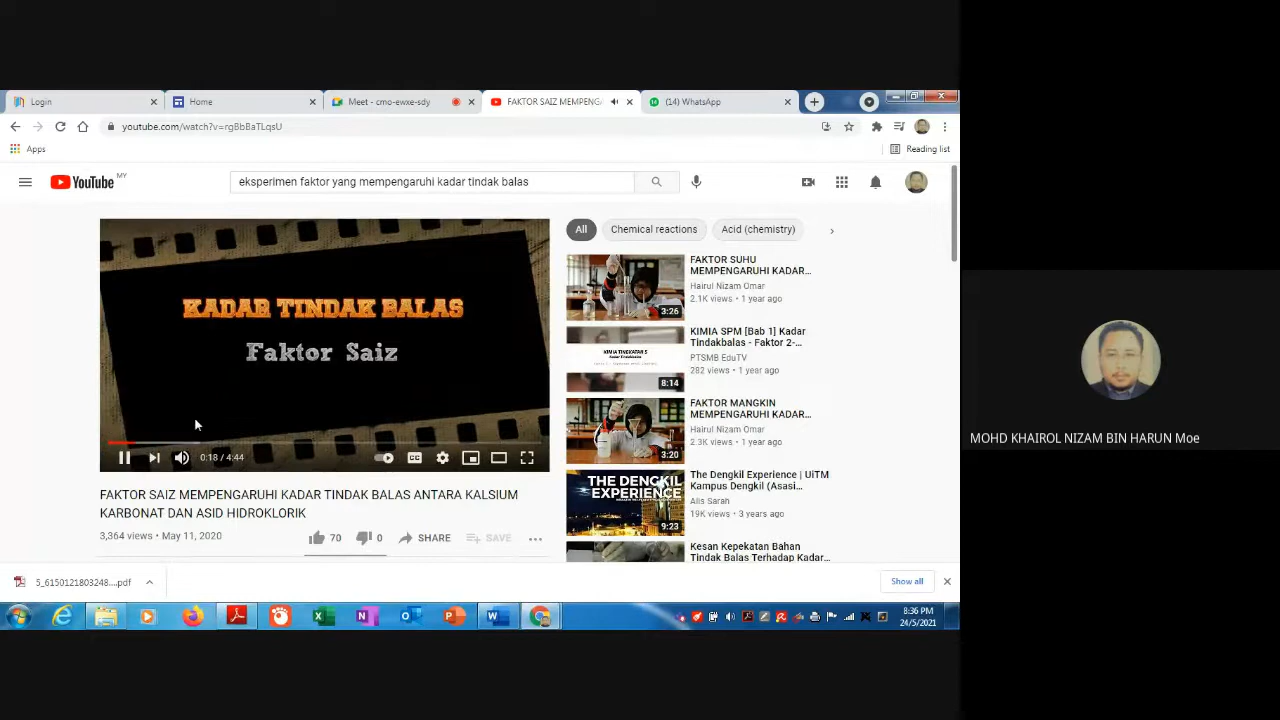 Login
Home
Meet - cmo-ewxe-sdy
FAKTOR SAIZ MEMPENGA
(14) WhatsApp
youtube.com/watch?v=rgBbBaTLqsU
Apps
Reading list
YouTube MY
eksperimen faktor yang mempengaruhi kadar tindak balas
KADAR TINDAK BALAS
Faktor Saiz
0:18 / 4:44
FAKTOR SAIZ MEMPENGARUHI KADAR TINDAK BALAS ANTARA KALSIUM
KARBONAT DAN ASID HIDROKLORIK
3,364 views • May 11, 2020
70
0
SHARE
SAVE
All
Chemical reactions
Acid (chemistry)
FAKTOR SUHU
MEMPENGARUHI KADAR...
Hairul Nizam Omar
2.1K views • 1 year ago
3:26
KIMIA SPM [Bab 1] Kadar
Tindakbalas - Faktor 2-...
PTSMB EduTV
282 views • 1 year ago
8:14
FAKTOR MANGKIN
MEMPENGARUHI KADAR...
Hairul Nizam Omar
2.3K views • 1 year ago
3:20
The Dengkil Experience | UiTM
Kampus Dengkil (Asasi...
Alis Sarah
19K views • 3 years ago
THE DENGKIL
EXPERIENCE
9:23
Kesan Kepekatan Bahan
Tindak Balas Terhadap Kadar...
5_6150121803248....pdf
Show all
8:36 PM
24/5/2021
MOHD KHAIROL NIZAM BIN HARUN Moe